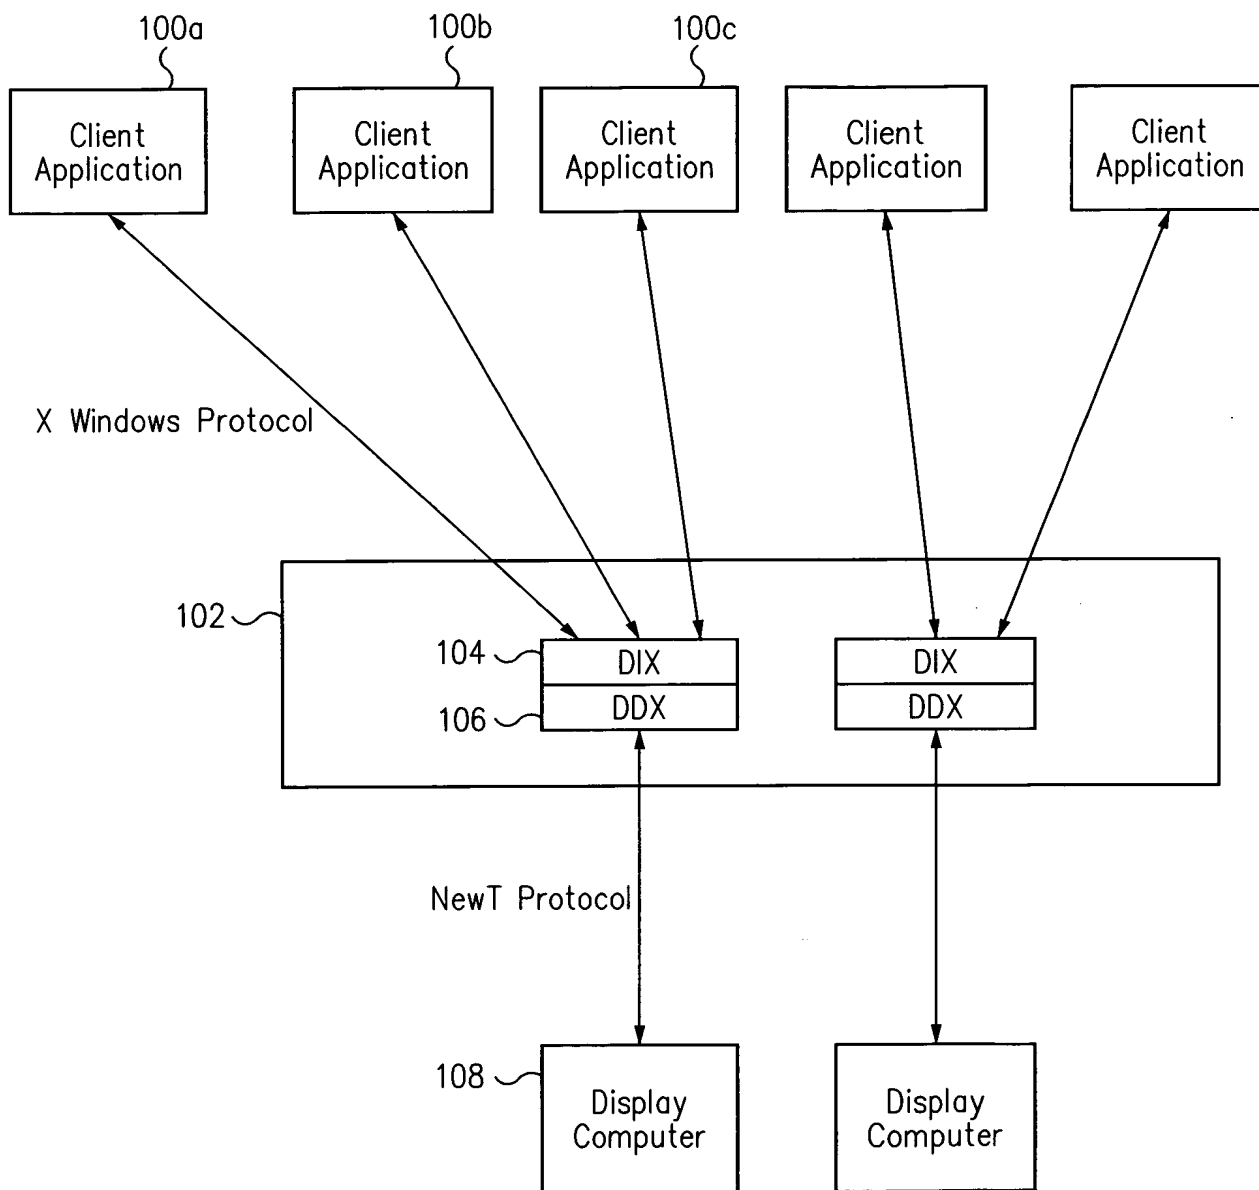 100a
100b
100c
Client
Application
Client
Application
Client
Application
Client
Application
Client
Application
X Windows Protocol
102
104
DIX
DIX
106
DDX
DDX
NewT Protocol
108
Display
Computer
Display
Computer